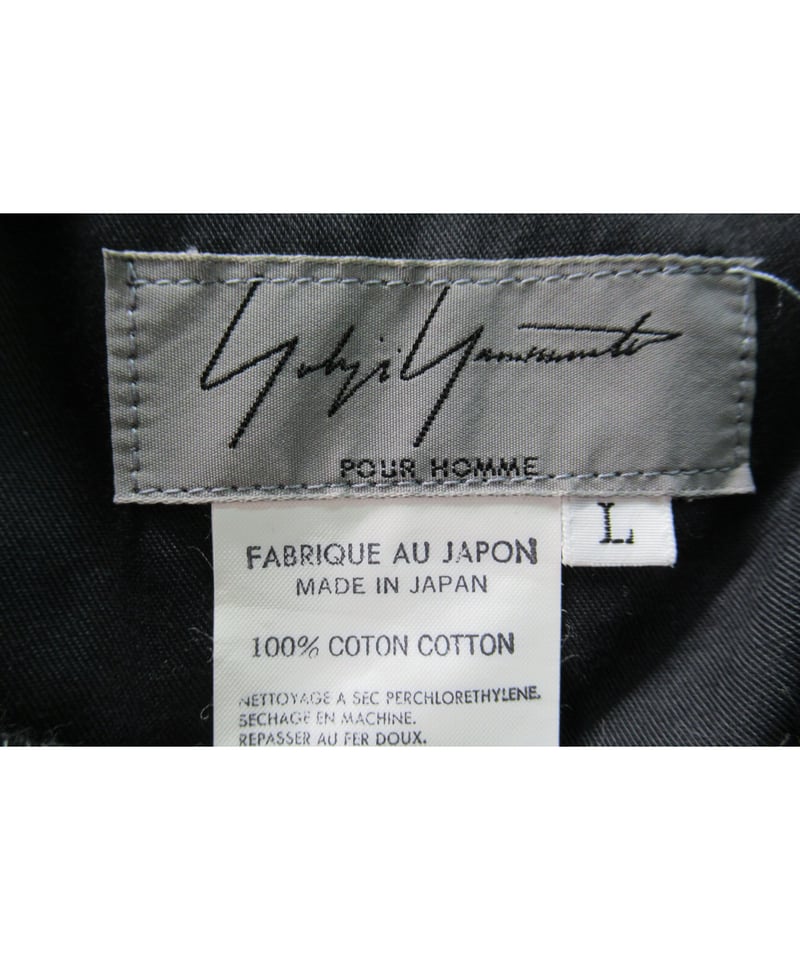 Yohji Yamamoto
POUR HOMME
L
FABRIQUE AU JAPON
MADE IN JAPAN
100% COTON COTTON
NETTOYAGE A SEC PERCHLORETHYLENE.
SECHAGE EN MACHINE.
REPASSER AU FER DOUX.